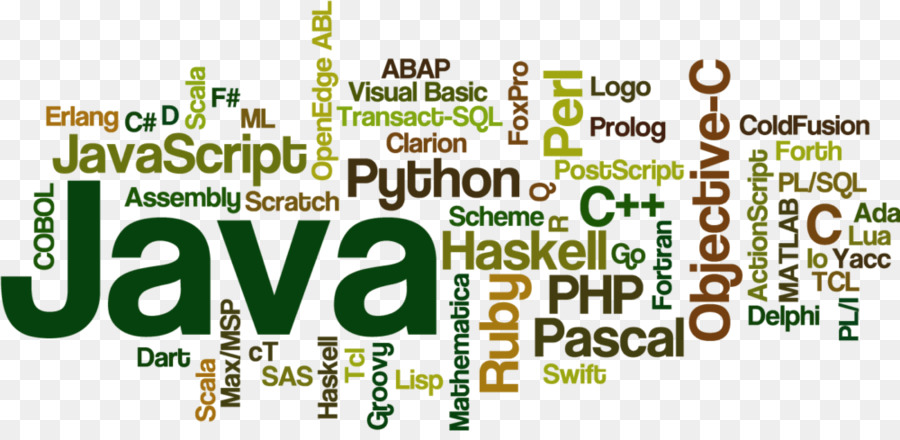 OpenEdge ABL
ABAP
Visual Basic
Transact-SQL
Clarion
FoxPro
Perl
Logo
Prolog
Objective-C
ColdFusion
Forth
Erlang
C#
D
Scala
F#
ML
JavaScript
Python
Q
PostScript
ActionScript
PL/SQL
MATLAB
C
Ada
Lua
Io
Yacc
TCL
COBOL
Assembly
Scratch
Java
Scheme
R
C++
Haskell
Go
Fortran
PHP
Pascal
Ruby
Mathematica
Delphi
PL/I
Dart
Scala
Max/MSP
cT
SAS
Haskell
Tcl
Groovy
Lisp
Swift